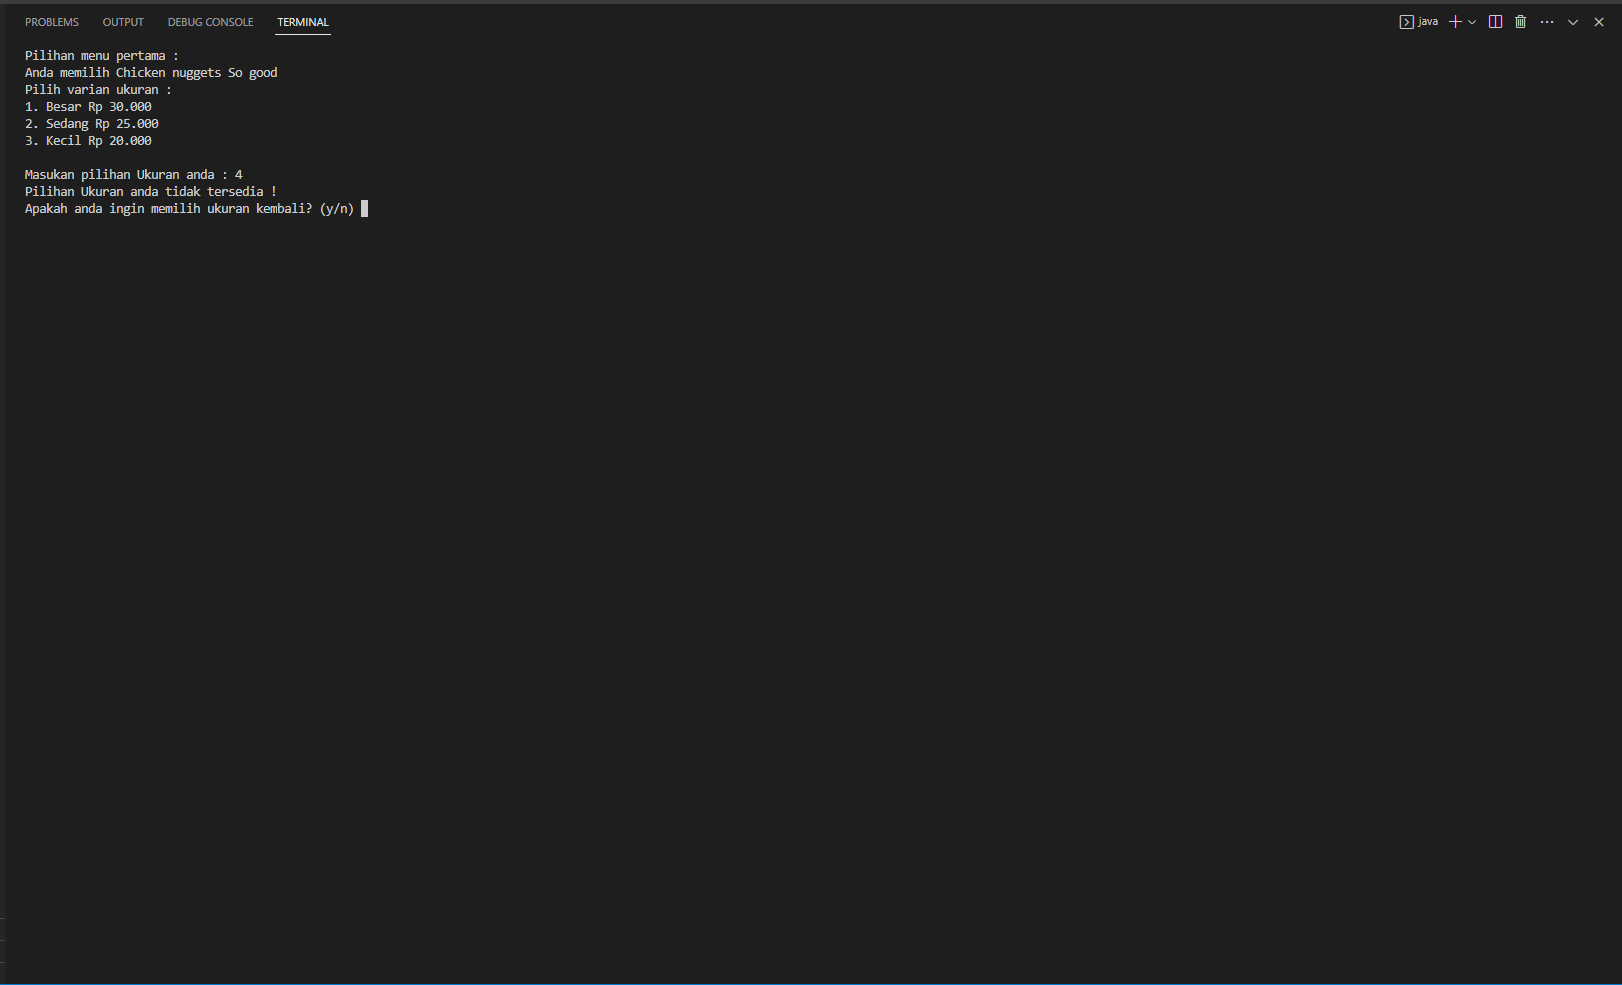 PROBLEMS OUTPUT DEBUG CONSOLE TERMINAL java
Pilihan menu pertama :
Anda memilih Chicken nuggets So good
Pilih varian ukuran :
1. Besar Rp 30.000
2. Sedang Rp 25.000
3. Kecil Rp 20.000
Masukan pilihan Ukuran anda : 4
Pilihan Ukuran anda tidak tersedia !
Apakah anda ingin memilih ukuran kembali? (y/n)